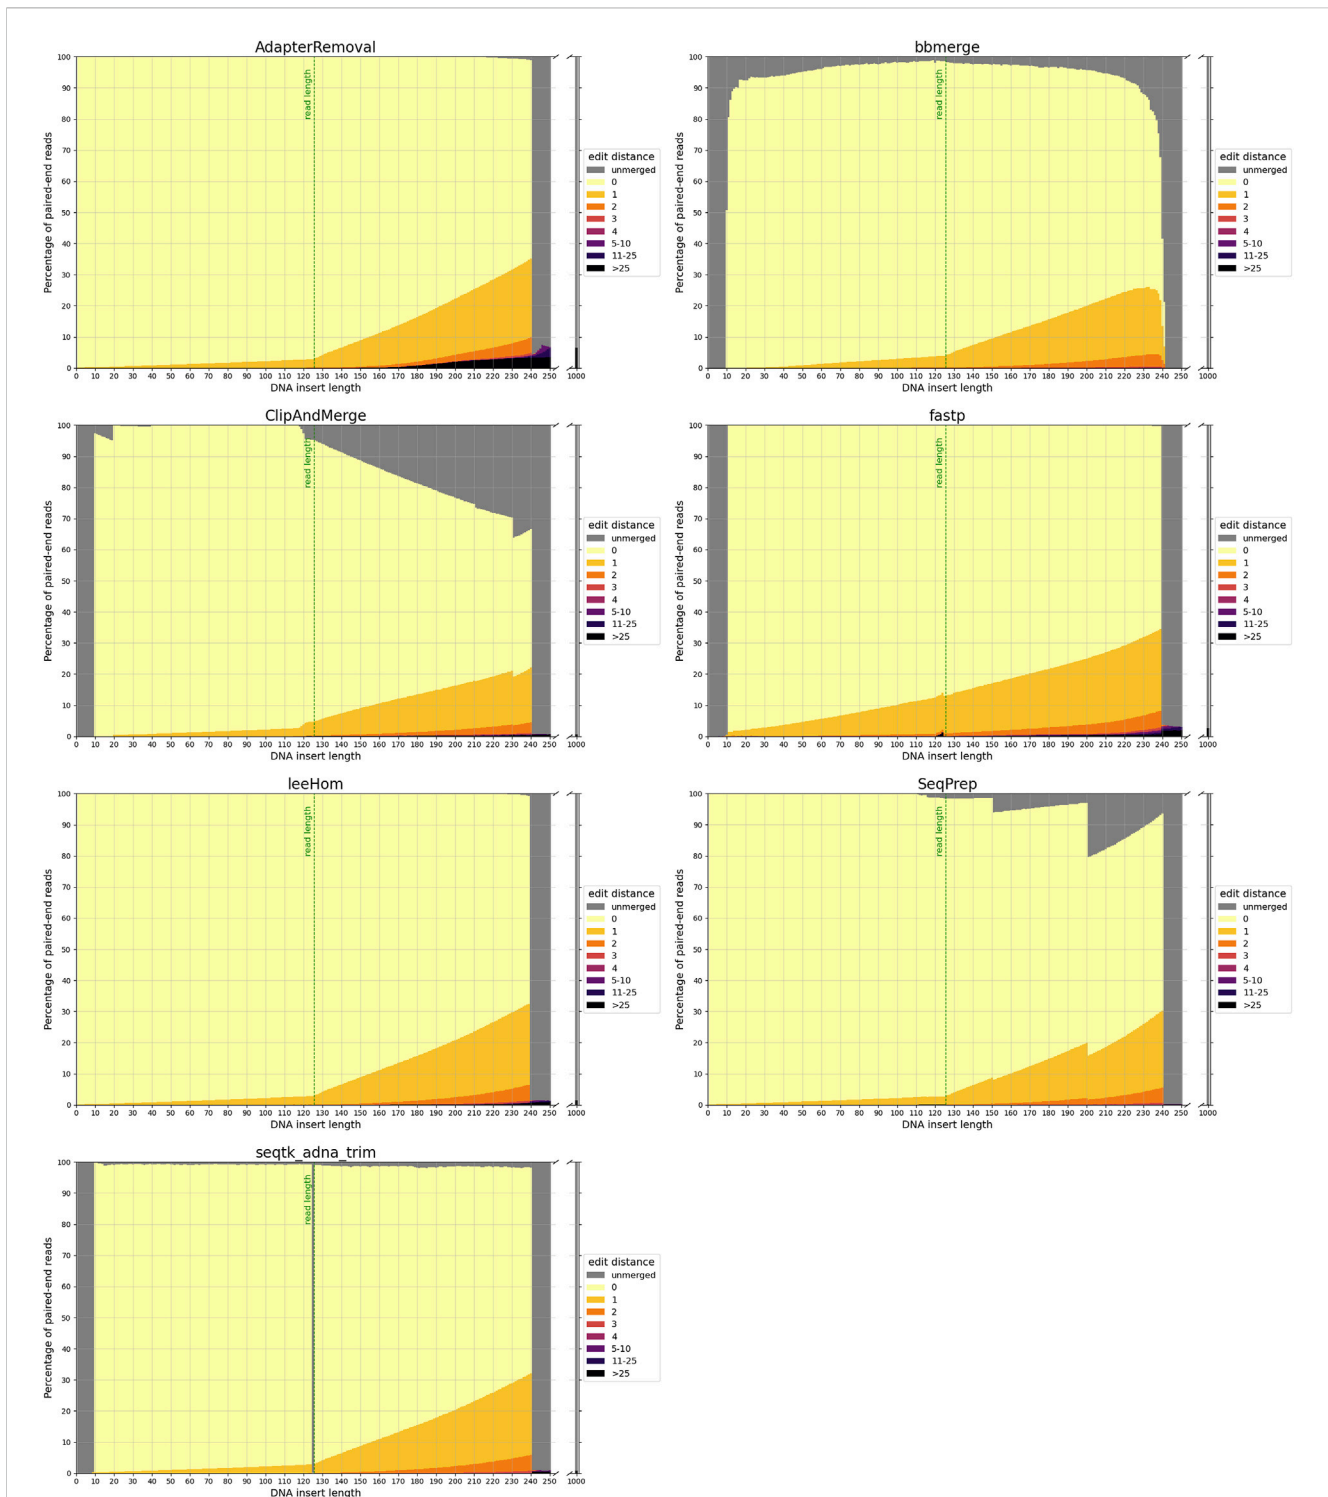 AdapterRemoval
100
90
80
70
60
50
40
30
20
10
0
Percentage of paired-end reads
read length
0 10 20 30 40 50 60 70 80 90 100 110 120 130 140 150 160 170 180 190 200 210 220 230 240 250 1000
DNA insert length
edit distance
unmerged
0
1
2
3
4
5-10
11-25
>25
bbmerge
100
90
80
70
60
50
40
30
20
10
0
Percentage of paired-end reads
read length
0 10 20 30 40 50 60 70 80 90 100 110 120 130 140 150 160 170 180 190 200 210 220 230 240 250 1000
DNA insert length
edit distance
unmerged
0
1
2
3
4
5-10
11-25
>25
ClipAndMerge
100
90
80
70
60
50
40
30
20
10
0
Percentage of paired-end reads
read length
0 10 20 30 40 50 60 70 80 90 100 110 120 130 140 150 160 170 180 190 200 210 220 230 240 250 1000
DNA insert length
edit distance
unmerged
0
1
2
3
4
5-10
11-25
>25
fastp
100
90
80
70
60
50
40
30
20
10
0
Percentage of paired-end reads
read length
0 10 20 30 40 50 60 70 80 90 100 110 120 130 140 150 160 170 180 190 200 210 220 230 240 250 1000
DNA insert length
edit distance
unmerged
0
1
2
3
4
5-10
11-25
>25
leeHom
100
90
80
70
60
50
40
30
20
10
0
Percentage of paired-end reads
read length
0 10 20 30 40 50 60 70 80 90 100 110 120 130 140 150 160 170 180 190 200 210 220 230 240 250 1000
DNA insert length
edit distance
unmerged
0
1
2
3
4
5-10
11-25
>25
SeqPrep
100
90
80
70
60
50
40
30
20
10
0
Percentage of paired-end reads
read length
0 10 20 30 40 50 60 70 80 90 100 110 120 130 140 150 160 170 180 190 200 210 220 230 240 250 1000
DNA insert length
edit distance
unmerged
0
1
2
3
4
5-10
11-25
>25
seqtk_adna_trim
100
90
80
70
60
50
40
30
20
10
0
Percentage of paired-end reads
read length
0 10 20 30 40 50 60 70 80 90 100 110 120 130 140 150 160 170 180 190 200 210 220 230 240 250 1000
DNA insert length
edit distance
unmerged
0
1
2
3
4
5-10
11-25
>25